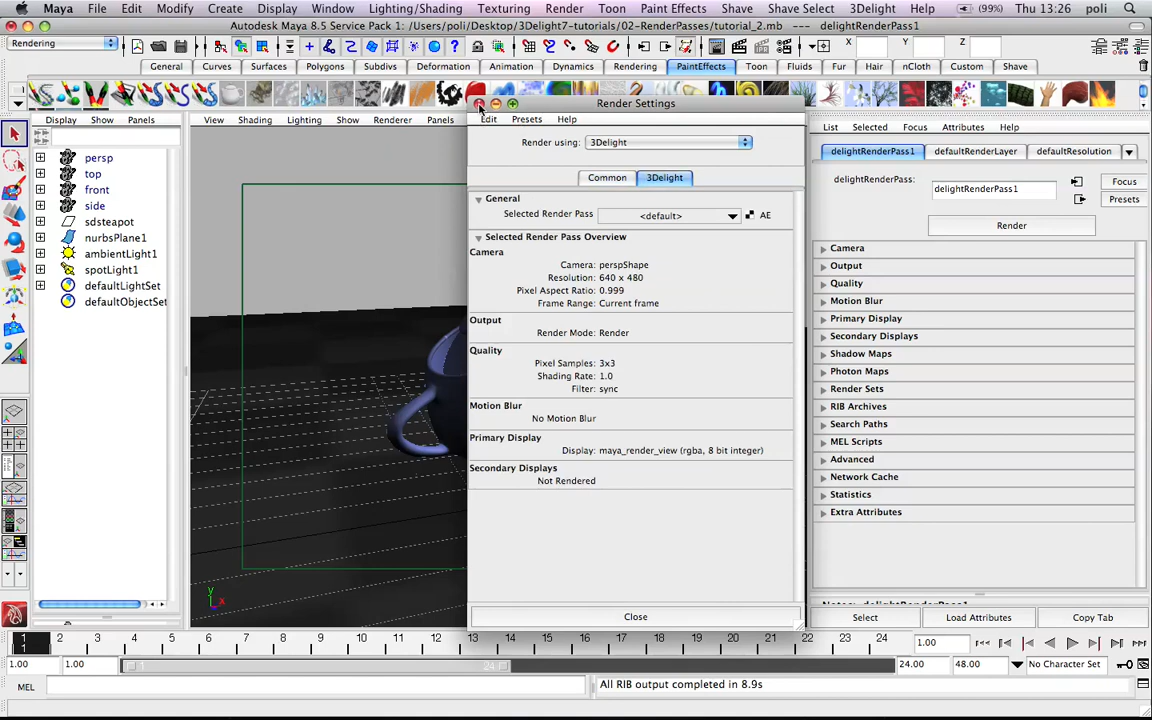 Maya File Edit Modify Create Display Window Lighting/Shading Texturing Render Toon Paint Effects Shave Shave Select 3Delight (99%) Thu 13:26 poli
Autodesk Maya 8.5 Service Pack 1: /Users/poli/Desktop/3Delight7-tutorials/02-RenderPasses/tutorial_2.mb --- delightRenderPass1
Rendering X Y Z
General Curves Surfaces Polygons Subdivs Deformation Animation Dynamics Rendering PaintEffects Toon Fluids Fur Hair nCloth Custom Shave
Render Settings
Display Show Panels
View Shading Lighting Show Renderer Panels
Edit Presets Help
List Selected Focus Attributes Help
Render using: 3Delight
delightRenderPass1 defaultRenderLayer defaultResolution
persp
top
front
side
sdsteapot
nurbsPlane1
ambientLight1
spotLight1
defaultLightSet
defaultObjectSet
Common 3Delight
General
Selected Render Pass <default> AE
Selected Render Pass Overview
Camera
Camera: perspShape
Resolution: 640 x 480
Pixel Aspect Ratio: 0.999
Frame Range: Current frame
Output
Render Mode: Render
Quality
Pixel Samples: 3x3
Shading Rate: 1.0
Filter: sync
Motion Blur
No Motion Blur
Primary Display
Display: maya_render_view (rgba, 8 bit integer)
Secondary Displays
Not Rendered
Close
delightRenderPass: delightRenderPass1
Focus
Presets
Render
Camera
Output
Quality
Motion Blur
Primary Display
Secondary Displays
Shadow Maps
Photon Maps
Render Sets
RIB Archives
Search Paths
MEL Scripts
Advanced
Network Cache
Statistics
Extra Attributes
Notes: delightRenderPass1
Select Load Attributes Copy Tab
y
x
1 2 3 4 5 6 7 8 9 10 11 12 13 14 15 16 17 18 19 20 21 22 23 24 1.00
1
1.00 1.00 1 24 24.00 48.00 No Character Set
MEL All RIB output completed in 8.9s